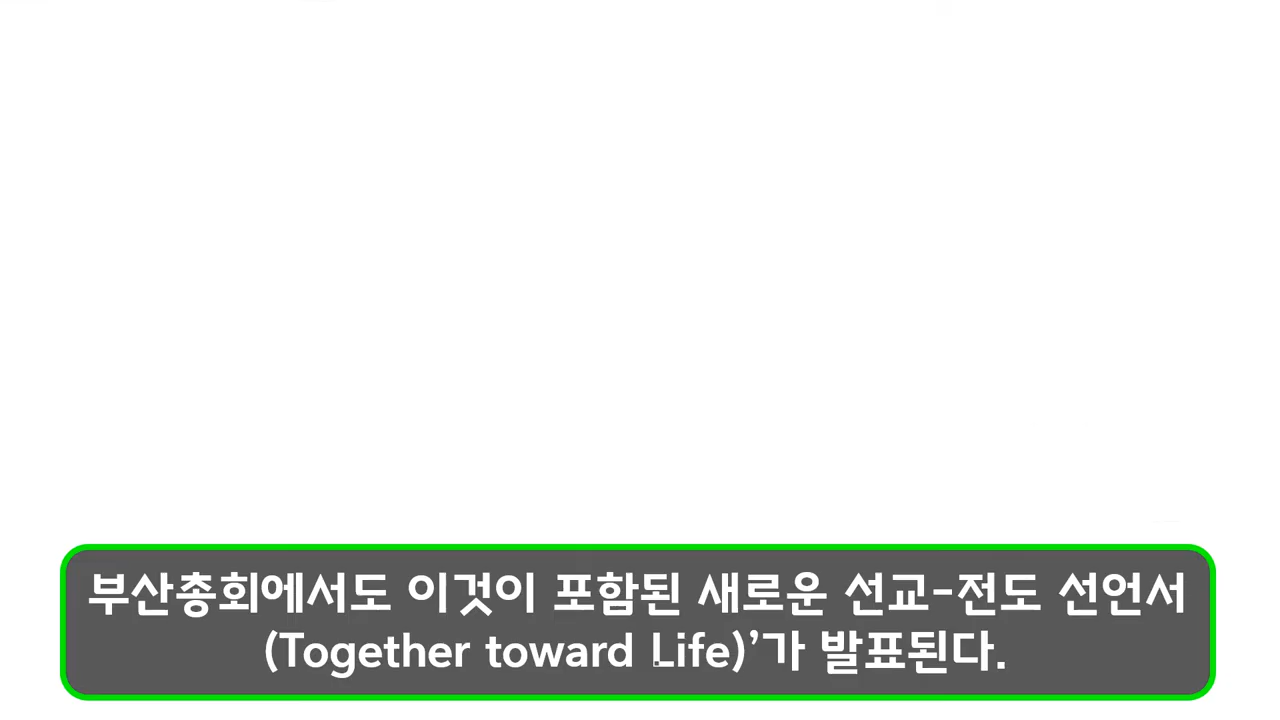 부산총회에서도 이것이 포함된 새로운 선교-전도 선언서
(Together toward Life)’가 발표된다.